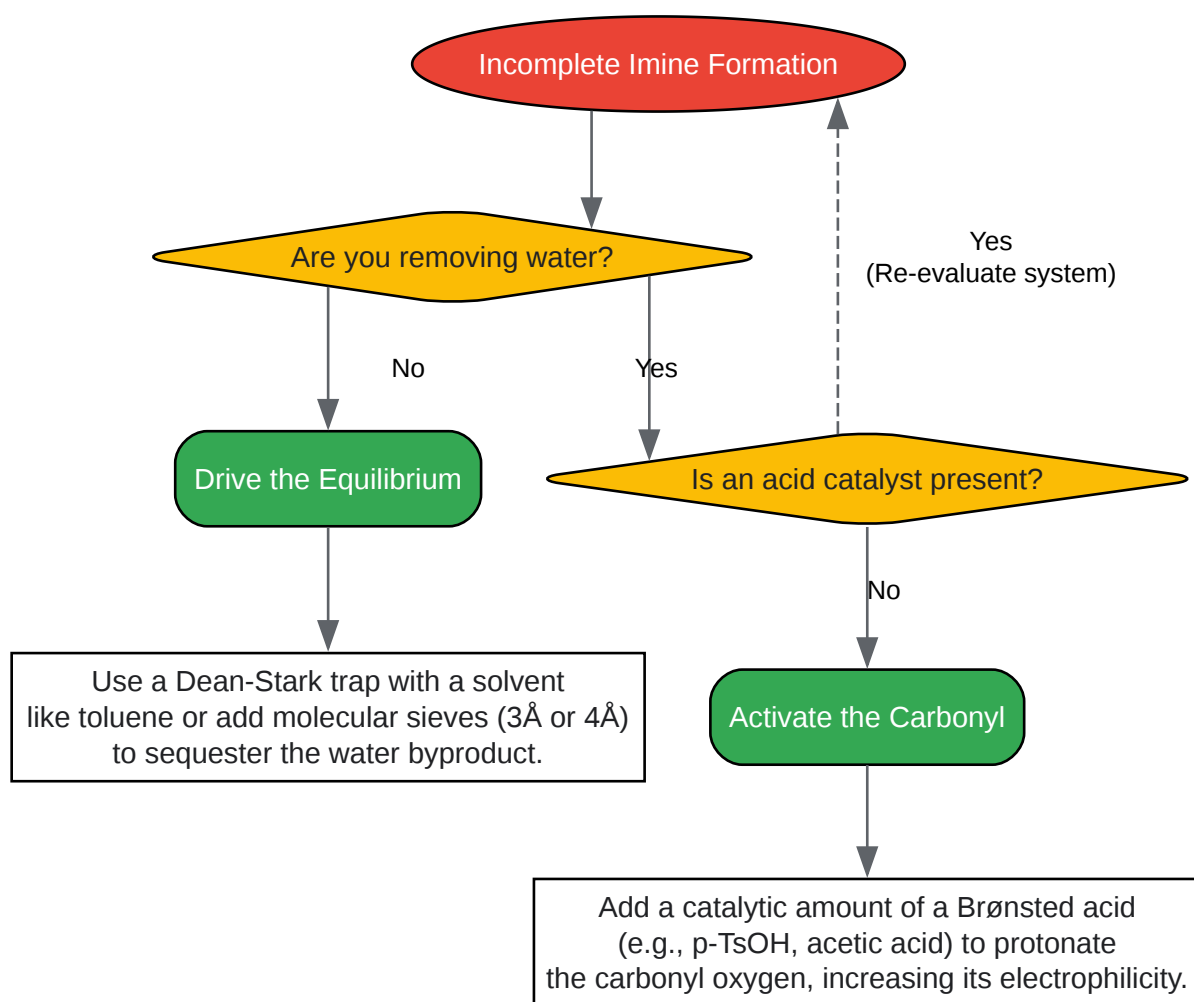 Incomplete Imine Formation
Are you removing water?
Yes
(Re-evaluate system)
No
Yes
Drive the Equilibrium
Is an acid catalyst present?
No
Use a Dean-Stark trap with a solvent
like toluene or add molecular sieves (3Å or 4Å)
to sequester the water byproduct.
Activate the Carbonyl
Add a catalytic amount of a Brønsted acid
(e.g., p-TsOH, acetic acid) to protonate
the carbonyl oxygen, increasing its electrophilicity.